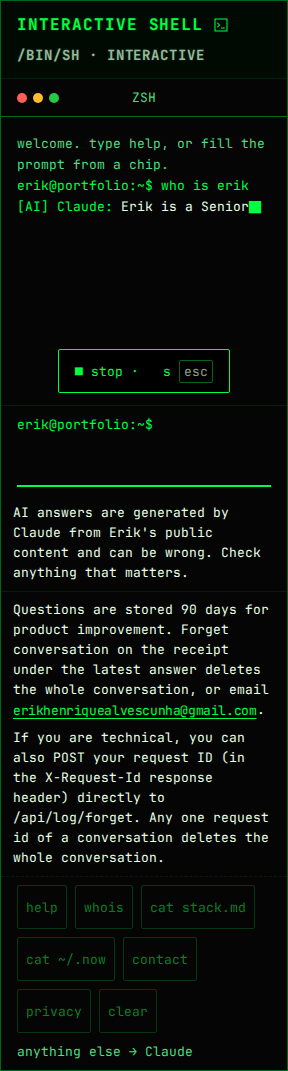 INTERACTIVE SHELL
/BIN/SH · INTERACTIVE
ZSH
welcome. type help, or fill the
prompt from a chip.
erik@portfolio:~$ who is erik
[AI] Claude: Erik is a Senior
stop · s esc
erik@portfolio:~$
AI answers are generated by
Claude from Erik's public
content and can be wrong. Check
anything that matters.
Questions are stored 90 days for
product improvement. Forget
conversation on the receipt
under the latest answer deletes
the whole conversation, or email
erikhenriquealvescunha@gmail.com.
If you are technical, you can
also POST your request ID (in
the X-Request-Id response
header) directly to
/api/log/forget. Any one request
id of a conversation deletes the
whole conversation.
help whois cat stack.md
cat ~/.now contact
privacy clear
anything else → Claude